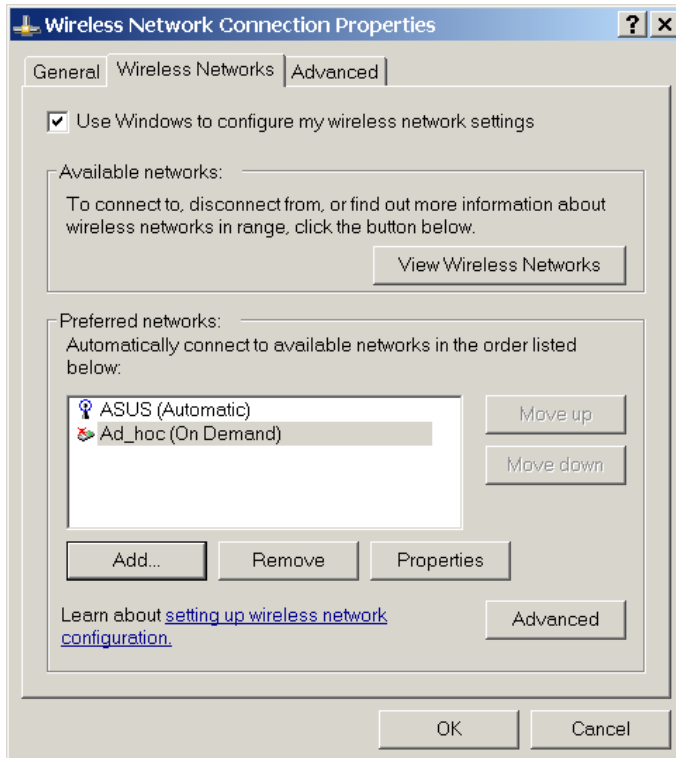 Wireless Network Connection Properties
General Wireless Networks Advanced
Use Windows to configure my wireless network settings
Available networks:
To connect to, disconnect from, or find out more information about
wireless networks in range, click the button below.
View Wireless Networks
Preferred networks:
Automatically connect to available networks in the order listed
below:
ASUS (Automatic)
Ad_hoc (On Demand)
Move up
Move down
Add... Remove Properties
Learn about setting up wireless network
configuration.
Advanced
OK Cancel